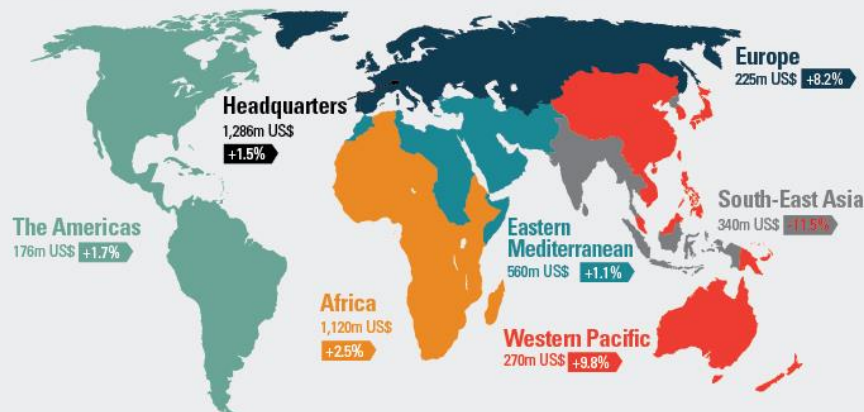 Europe
225m US$ +8.2%
Headquarters
1,286m US$
+1.5%
South-East Asia
340m US$ -11.5%
The Americas
176m US$ +1.7%
Eastern
Mediterranean
560m US$ +1.1%
Africa
1,120m US$
+2.5%
Western Pacific
270m US$ +9.8%